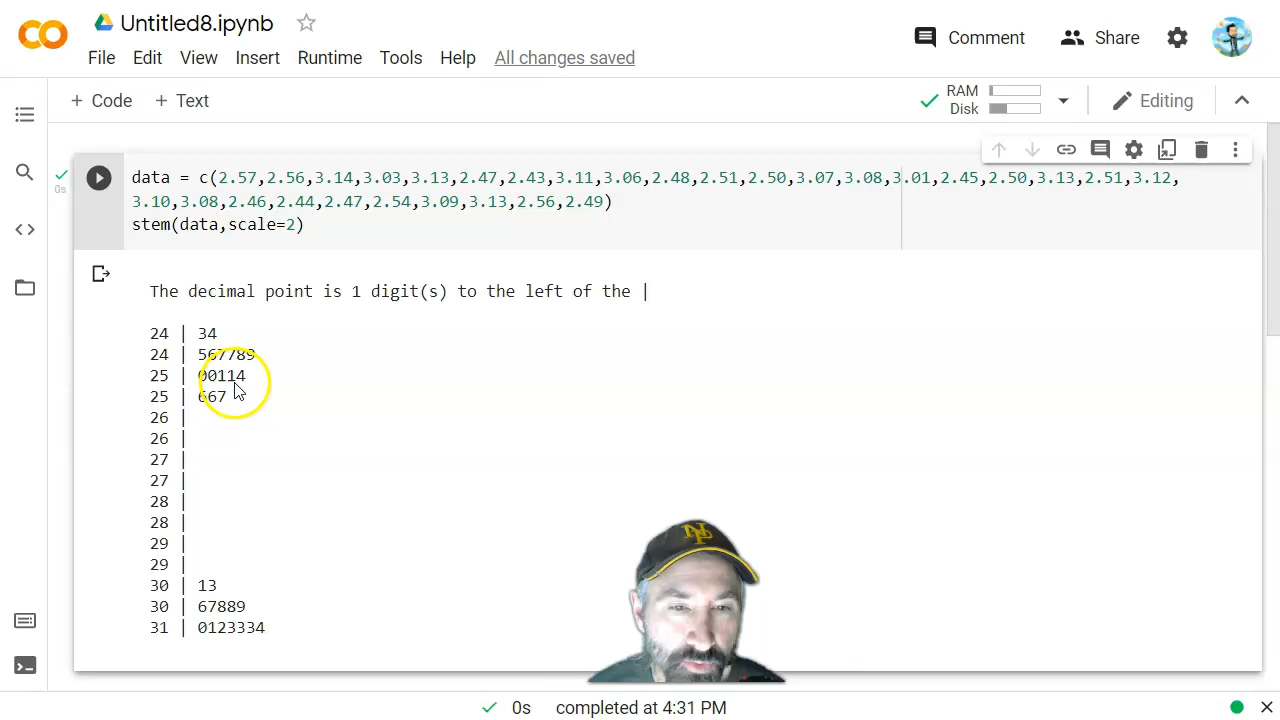 Untitled8.ipynb
Comment
Share
File Edit View Insert Runtime Tools Help All changes saved
+ Code + Text
RAM
Disk
Editing
0s
data = c(2.57,2.56,3.14,3.03,3.13,2.47,2.43,3.11,3.06,2.48,2.51,2.50,3.07,3.08,3.01,2.45,2.50,3.13,2.51,3.12,
3.10,3.08,2.46,2.44,2.47,2.54,3.09,3.13,2.56,2.49)
stem(data,scale=2)
The decimal point is 1 digit(s) to the left of the |
24 | 34
24 | 567789
25 | 00114
25 | 667
26 |
26 |
27 |
27 |
28 |
28 |
29 |
29 |
30 | 13
30 | 67889
31 | 0123334
0s completed at 4:31 PM